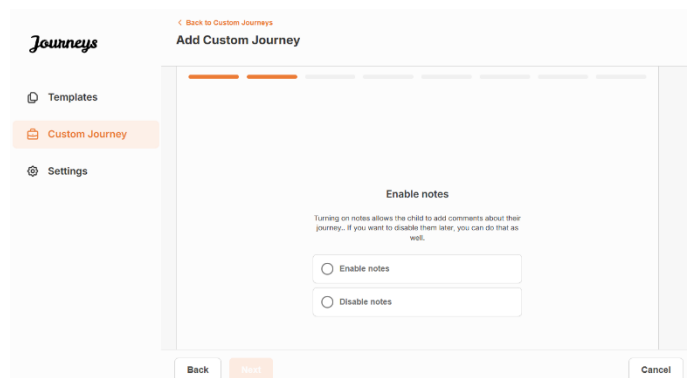 < Back to Custom Journeys
Add Custom Journey
Journeys
Templates
Custom Journey
Settings
Enable notes
Turning on notes allows the child to add comments about their
journey.. If you want to disable them later, you can do that as
well.
Enable notes
Disable notes
Back
Next
Cancel